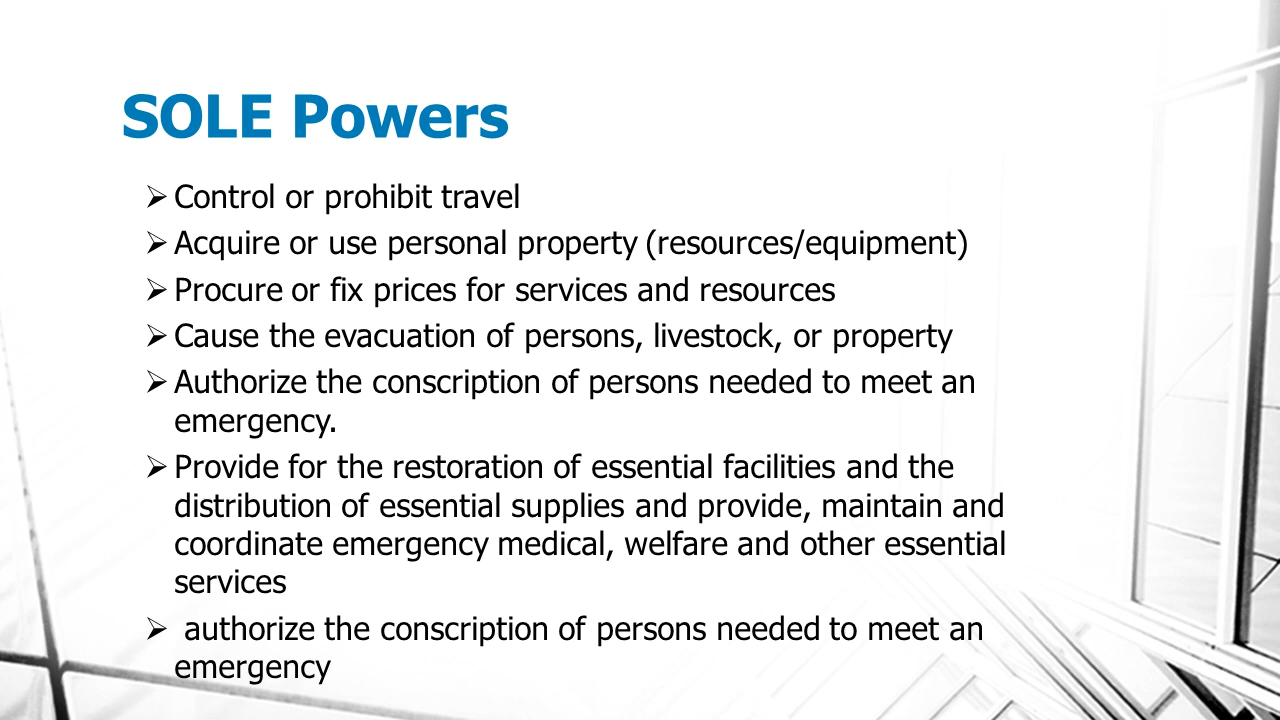 SOLE Powers
➢ Control or prohibit travel
➢ Acquire or use personal property (resources/equipment)
➢ Procure or fix prices for services and resources
➢ Cause the evacuation of persons, livestock, or property
➢ Authorize the conscription of persons needed to meet an
emergency.
➢ Provide for the restoration of essential facilities and the
distribution of essential supplies and provide, maintain and
coordinate emergency medical, welfare and other essential
services
➢ authorize the conscription of persons needed to meet an
emergency